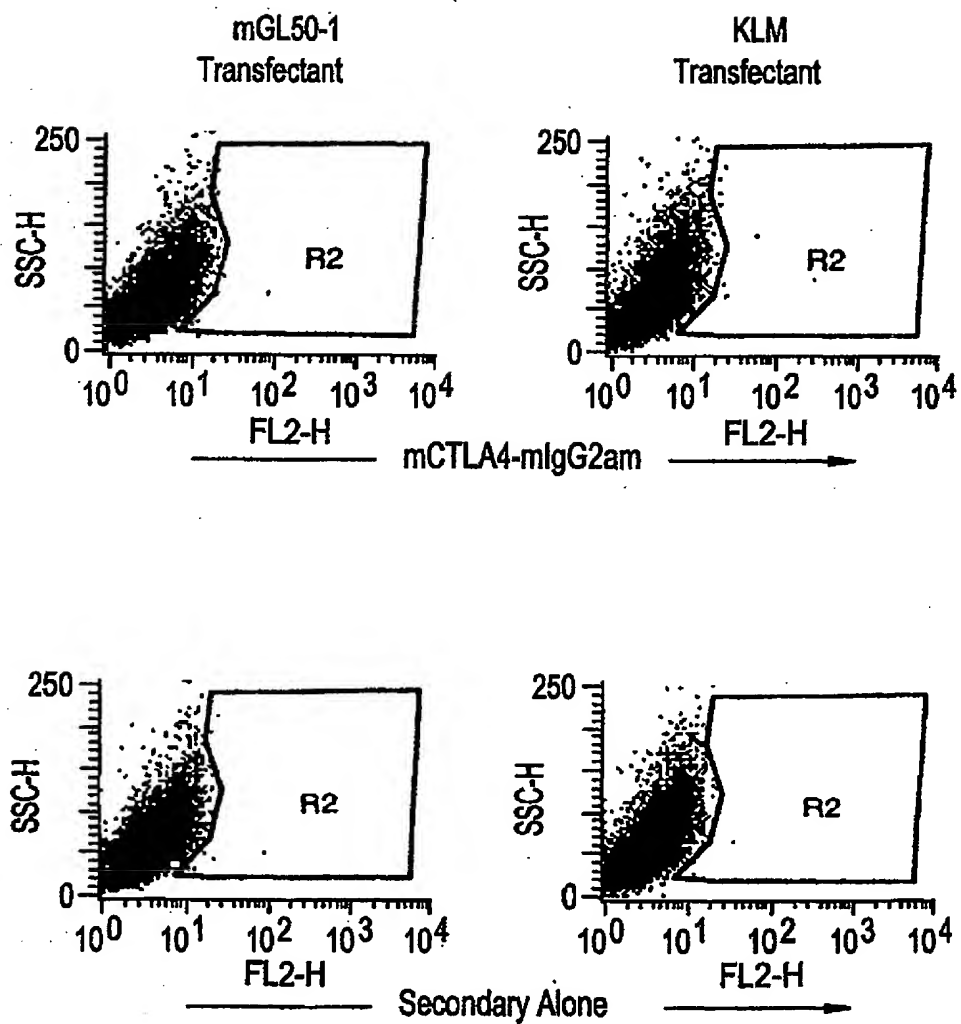 mGL50-1
Transfectant
KLM
Transfectant
250
SSC-H
R2
0
10^0 10^1 10^2 10^3 10^4
FL2-H
250
SSC-H
R2
0
10^0 10^1 10^2 10^3 10^4
FL2-H
mCTLA4-mIgG2am
250
SSC-H
R2
0
10^0 10^1 10^2 10^3 10^4
FL2-H
250
SSC-H
R2
0
10^0 10^1 10^2 10^3 10^4
FL2-H
Secondary Alone